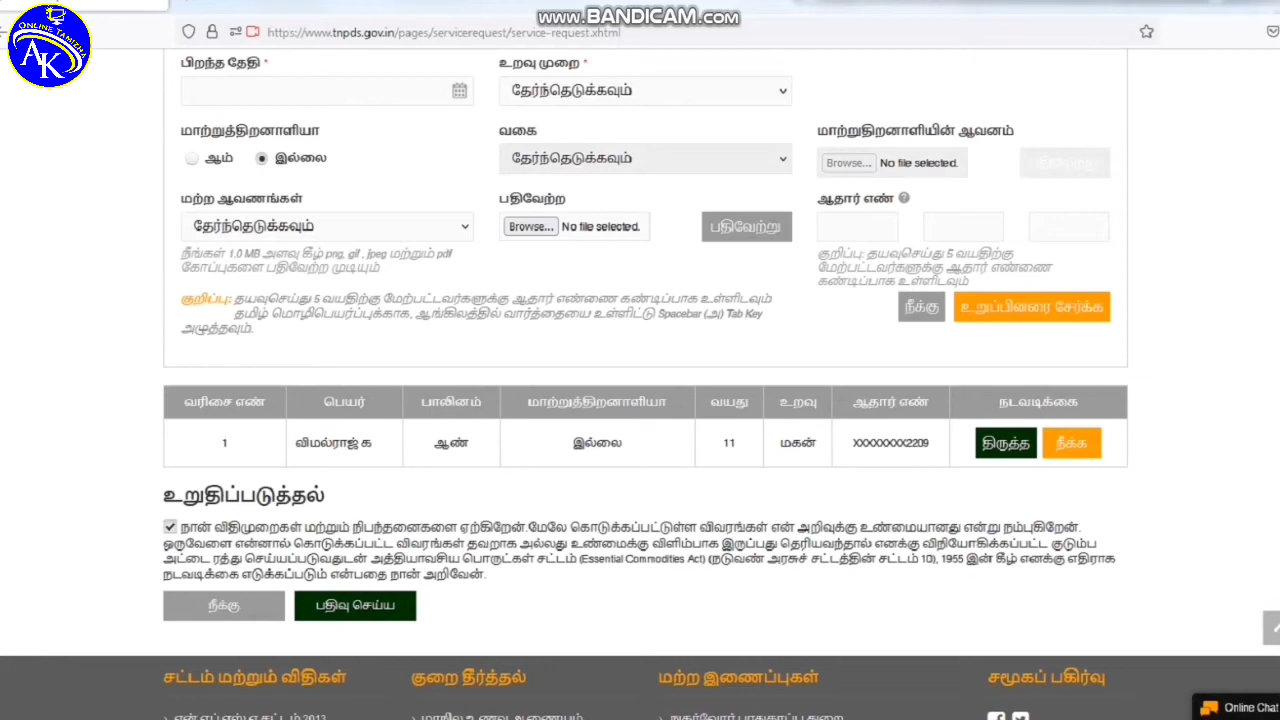 www.BANDICAM.com
ONLINE TAMIZHA
AK
https://www.tnpds.gov.in/pages/servicerequest/service-request.xhtml
பிறந்த தேதி * உறவு முறை *
தேர்ந்தெடுக்கவும்
மாற்றுத்திறனாளியா வகை மாற்றுதிறனாளியின் ஆவனம்
ஆம் இல்லை தேர்ந்தெடுக்கவும் Browse... No file selected. பதிவேற்று
மற்ற ஆவணங்கள் பதிவேற்ற ஆதார் எண்
தேர்ந்தெடுக்கவும் Browse... No file selected. பதிவேற்று
நீங்கள் 1.0 MB அளவு கீழ் png, gif , jpeg மற்றும் pdf
கோப்புகளை பதிவேற்ற முடியும்
குறிப்பு: தயவுசெய்து 5 வயதிற்கு
மேற்பட்டவர்களுக்கு ஆதார் எண்ணை
கண்டிப்பாக உள்ளிடவும்
குறிப்பு: தயவுசெய்து 5 வயதிற்கு மேற்பட்டவர்களுக்கு ஆதார் எண்ணை கண்டிப்பாக உள்ளிடவும்
தமிழ் மொழிபெயர்ப்புக்காக, ஆங்கிலத்தில் வார்த்தையை உள்ளிட்டு Spacebar (அ) Tab Key
அழுத்தவும்.
நீக்கு உறுப்பினரை சேர்க்க
வரிசை எண் பெயர் பாலினம் மாற்றுத்திறனாளியா வயது உறவு ஆதார் எண் நடவடிக்கை
1 விமல்ராஜ் க ஆண் இல்லை 11 மகன் XXXXXXXX2209 திருத்த நீக்க
உறுதிப்படுத்தல்
நான் விதிமுறைகள் மற்றும் நிபந்தனைகளை ஏற்கிறேன்.மேலே கொடுக்கப்பட்டுள்ள விவரங்கள் என் அறிவுக்கு உண்மையானது என்று நம்புகிறேன்.
ஒருவேளை என்னால் கொடுக்கப்பட்ட விவரங்கள் தவறாக அல்லது உண்மைக்கு விளிம்பாக இருப்பது தெரியவந்தால் எனக்கு விநியோகிக்கப்பட்ட குடும்ப
அட்டை ரத்து செய்யப்படுவதுடன் அத்தியாவசிய பொருட்கள் சட்டம் (Essential Commodities Act) (நடுவண் அரசுச் சட்டத்தின் சட்டம் 10), 1955 இன் கீழ் எனக்கு எதிராக
நடவடிக்கை எடுக்கப்படும் என்பதை நான் அறிவேன்.
நீக்கு பதிவு செய்ய
சட்டம் மற்றும் விதிகள் குறை தீர்த்தல் மற்ற இணைப்புகள் சமூகப் பகிர்வு
Online Chat